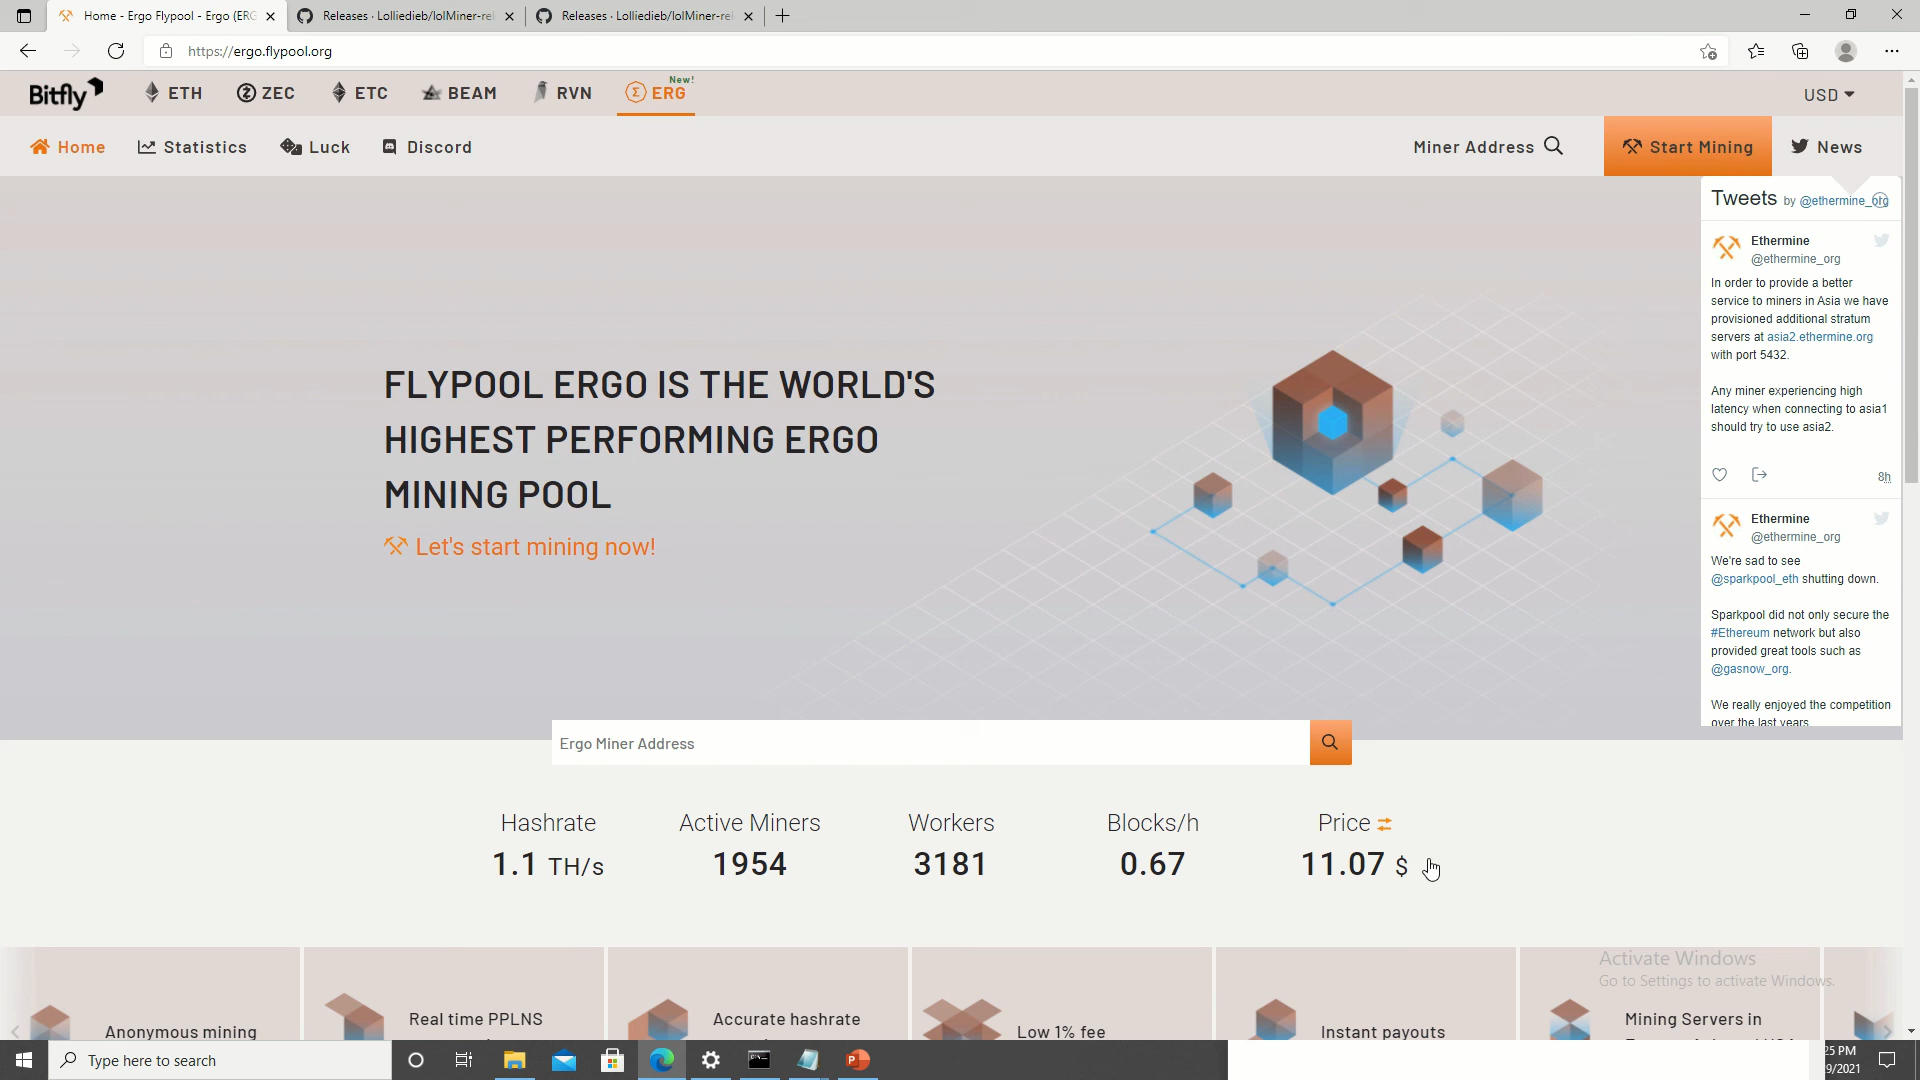 Home - Ergo Flypool - Ergo (ERG
Releases · Lolliedieb/lolMiner-rel
Releases · Lolliedieb/lolMiner-rel
https://ergo.flypool.org
Bitfly
ETH
ZEC
ETC
BEAM
RVN
ERG
New!
USD
Home
Statistics
Luck
Discord
Miner Address
Start Mining
News
FLYPOOL ERGO IS THE WORLD'S
HIGHEST PERFORMING ERGO
MINING POOL
Let's start mining now!
Tweets by @ethermine_org
Ethermine
@ethermine_org
In order to provide a better
service to miners in Asia we have
provisioned additional stratum
servers at asia2.ethermine.org
with port 5432.
Any miner experiencing high
latency when connecting to asia1
should try to use asia2.
8h
Ethermine
@ethermine_org
We're sad to see
@sparkpool_eth shutting down.
Sparkpool did not only secure the
#Ethereum network but also
provided great tools such as
@gasnow_org.
We really enjoyed the competition
over the last years
Ergo Miner Address
Hashrate
1.1 TH/s
Active Miners
1954
Workers
3181
Blocks/h
0.67
Price
11.07 $
Anonymous mining
Real time PPLNS
Accurate hashrate
Low 1% fee
Instant payouts
Mining Servers in
Activate Windows
Go to Settings to activate Windows.
Type here to search
25 PM
9/2021